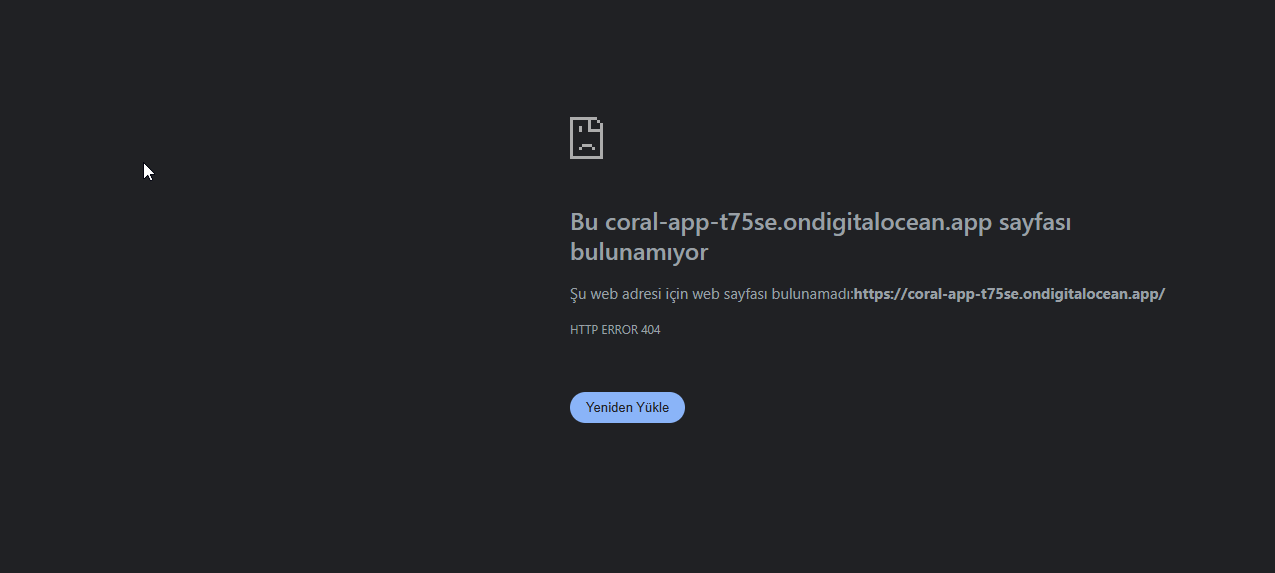 Bu coral-app-t75se.ondigitalocean.app sayfası
bulunamıyor
Şu web adresi için web sayfası bulunamadı:https://coral-app-t75se.ondigitalocean.app/
HTTP ERROR 404
Yeniden Yükle